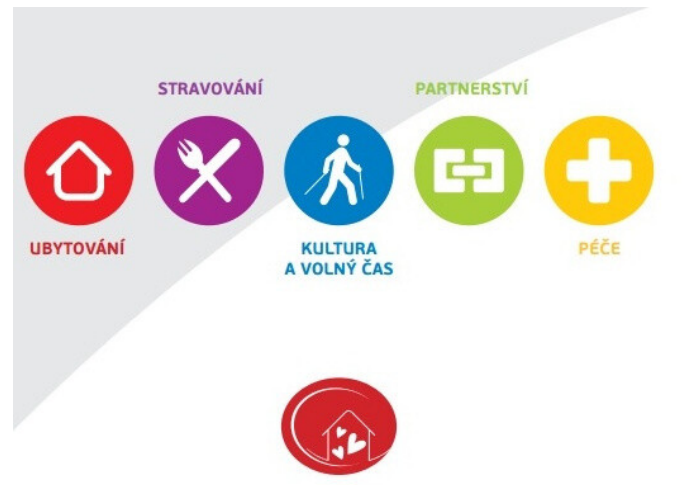 STRAVOVÁNÍ
PARTNERSTVÍ
UBYTOVÁNÍ
KULTURA
A VOLNÝ ČAS
PÉČE